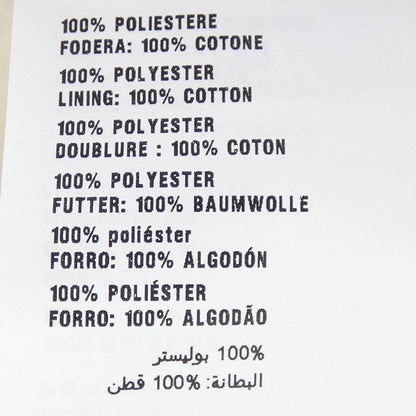 100% POLIESTERE
FODERA: 100% COTONE
100% POLYESTER
LINING: 100% COTTON
100% POLYESTER
DOUBLURE : 100% COTON
100% POLYESTER
FUTTER: 100% BAUMWOLLE
100% poliéster
FORRO: 100% ALGODÓN
100% POLIÉSTER
FORRO: 100% ALGODÃO
100% بوليستر
البطانة: 100% قطن